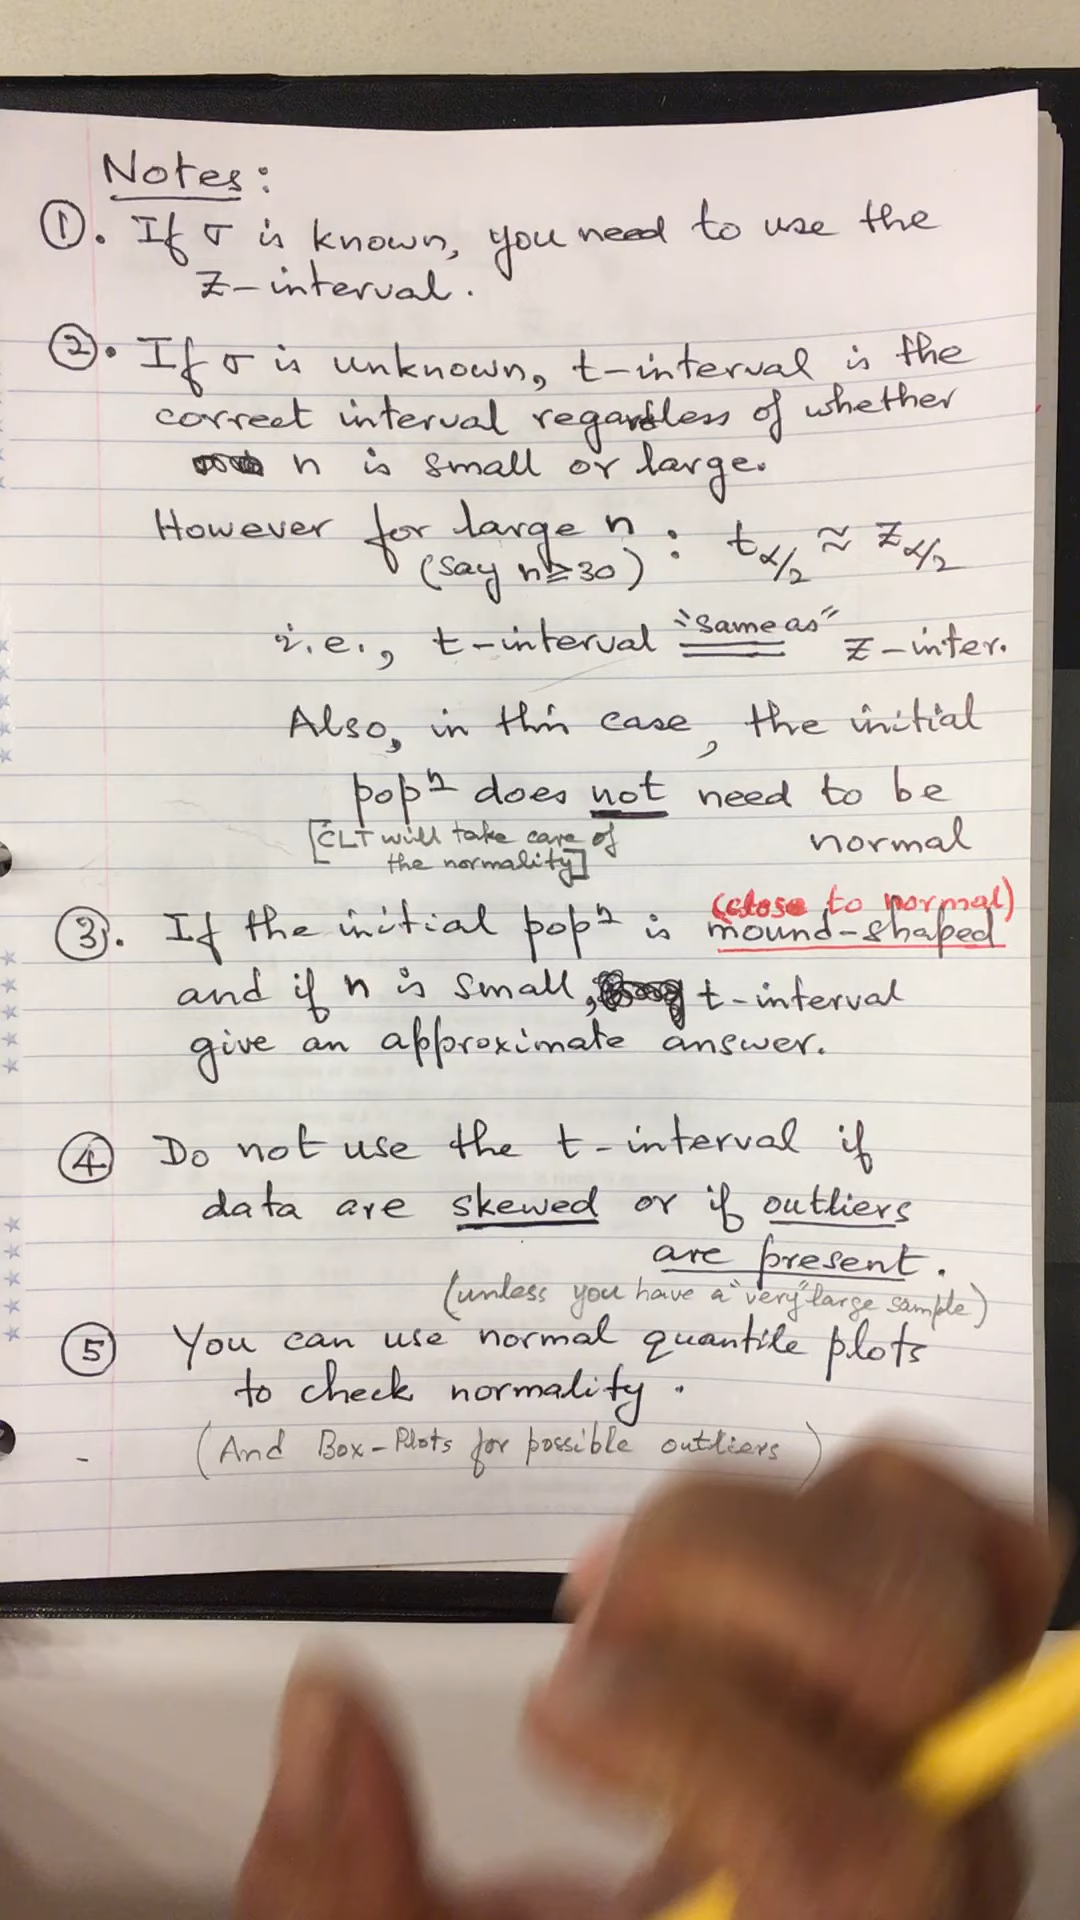 Notes:
①. If σ is known, you need to use the
Z-interval.
②. If σ is unknown, t-interval is the
correct interval regardless of whether
n is small or large.
However for large n : tα/2 ≈ Zα/2
(say n≥30)
i.e., t-interval "same as" Z-inter.
Also, in this case, the initial
popⁿ does not need to be
normal
[CLT will take care of
the normality]
(close to normal)
③. If the initial popⁿ is mound-shaped
and if n is small, t-interval
give an approximate answer.
④ Do not use the t-interval if
data are skewed or if outliers
are present.
(unless you have a "very" large sample)
⑤ You can use normal quantile plots
to check normality.
(And Box-Plots for possible outliers)